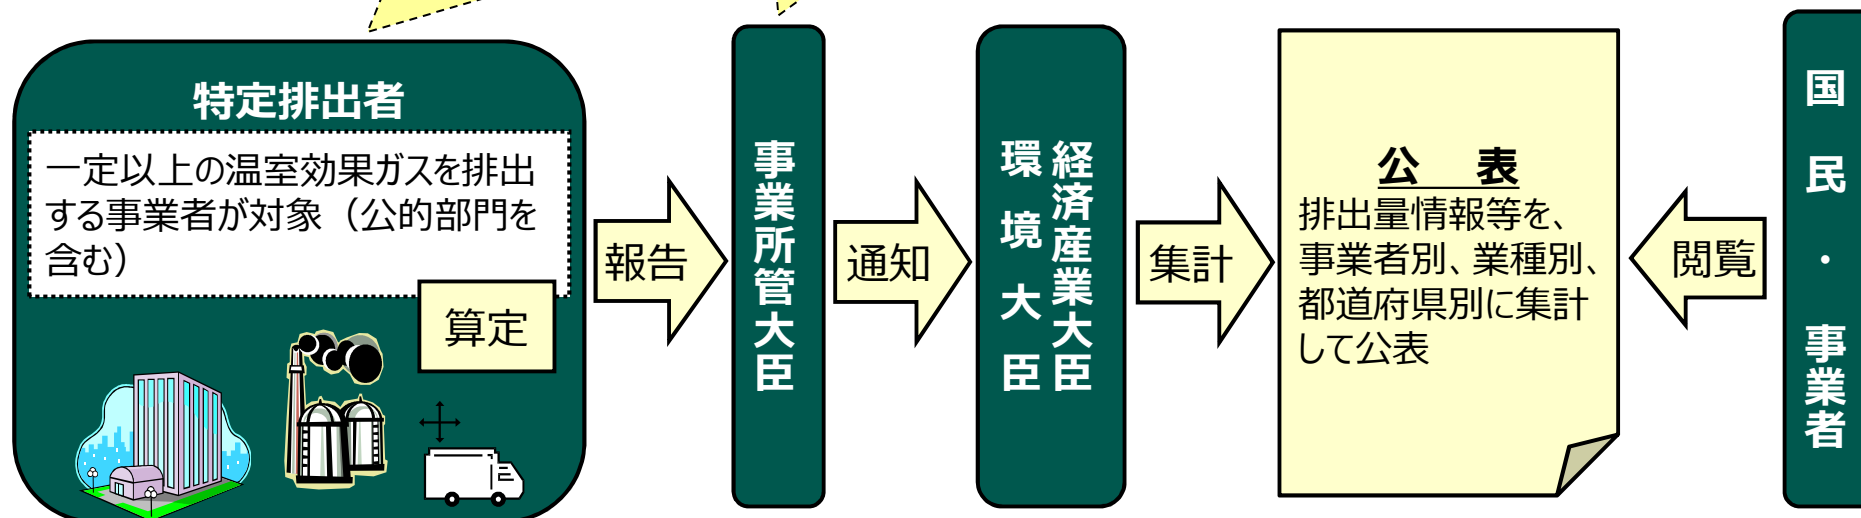 特定排出者
一定以上の温室効果ガスを排出
する事業者が対象（公的部門を
含む）
算定
報告
事業所管大臣
通知
経済産業大臣
環境大臣
集計
公　表
排出量情報等を、
事業者別、業種別、
都道府県別に集計
して公表
閲覧
国民・事業者